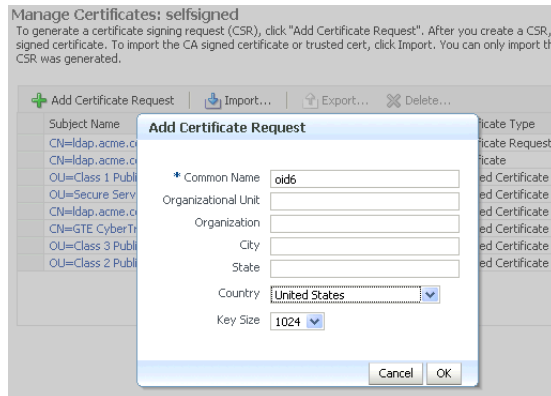 Manage Certificates: selfsigned
To generate a certificate signing request (CSR), click "Add Certificate Request". After you create a CSR,
signed certificate. To import the CA signed certificate or trusted cert, click Import. You can only import th
CSR was generated.
Add Certificate Request Import... Export... Delete...
Subject Name ificate Type
CN=ldap.acme.co ificate Request
CN=ldap.acme.co ificate
OU=Class 1 Publi ed Certificate
OU=Secure Serv ed Certificate
CN=ldap.acme.co ed Certificate
CN=GTE CyberTr ed Certificate
OU=Class 3 Publi ed Certificate
OU=Class 2 Publi ed Certificate
Add Certificate Request
* Common Name oid6
Organizational Unit
Organization
City
State
Country United States
Key Size 1024
Cancel OK